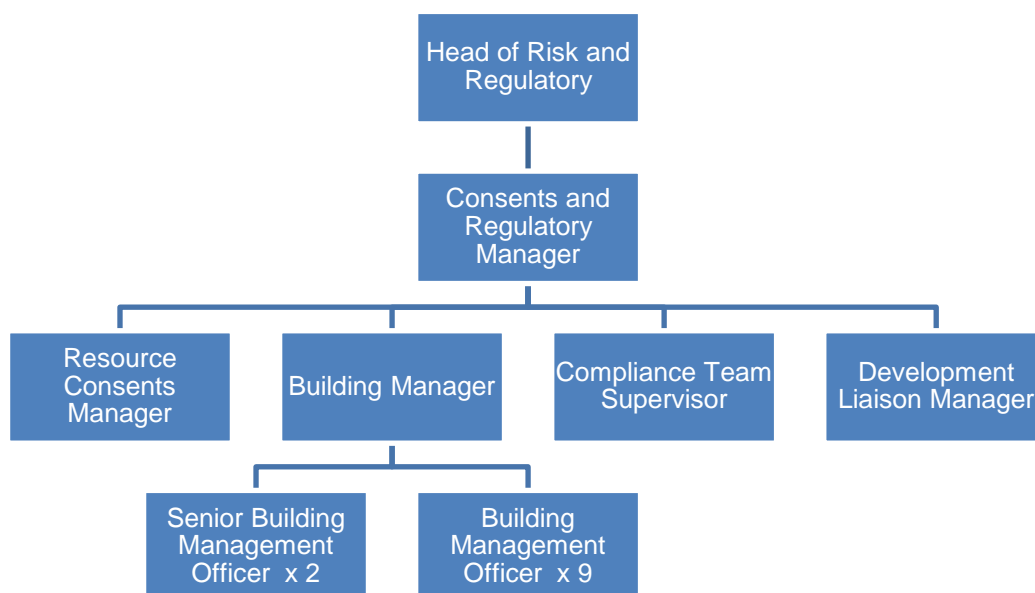 Head of Risk and
Regulatory
Consents and
Regulatory
Manager
Resource
Consents
Manager
Building Manager
Compliance Team
Supervisor
Development
Liaison Manager
Senior Building
Management
Officer x 2
Building
Management
Officer x 9